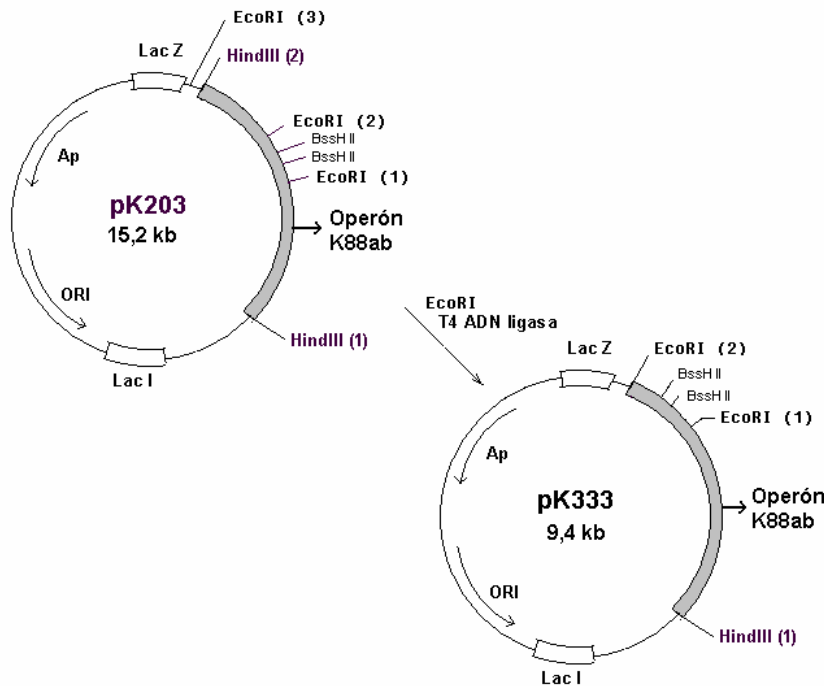 EcoRI (3)
Lac Z
HindIII (2)
EcoRI (2)
BssH II
BssH II
EcoRI (1)
Ap
pK203
15,2 kb
Operón
K88ab
ORI
HindIII (1)
Lac I
EcoRI
T4 ADN ligasa
Lac Z
EcoRI (2)
BssH II
BssH II
EcoRI (1)
Ap
pK333
9,4 kb
Operón
K88ab
ORI
HindIII (1)
Lac I